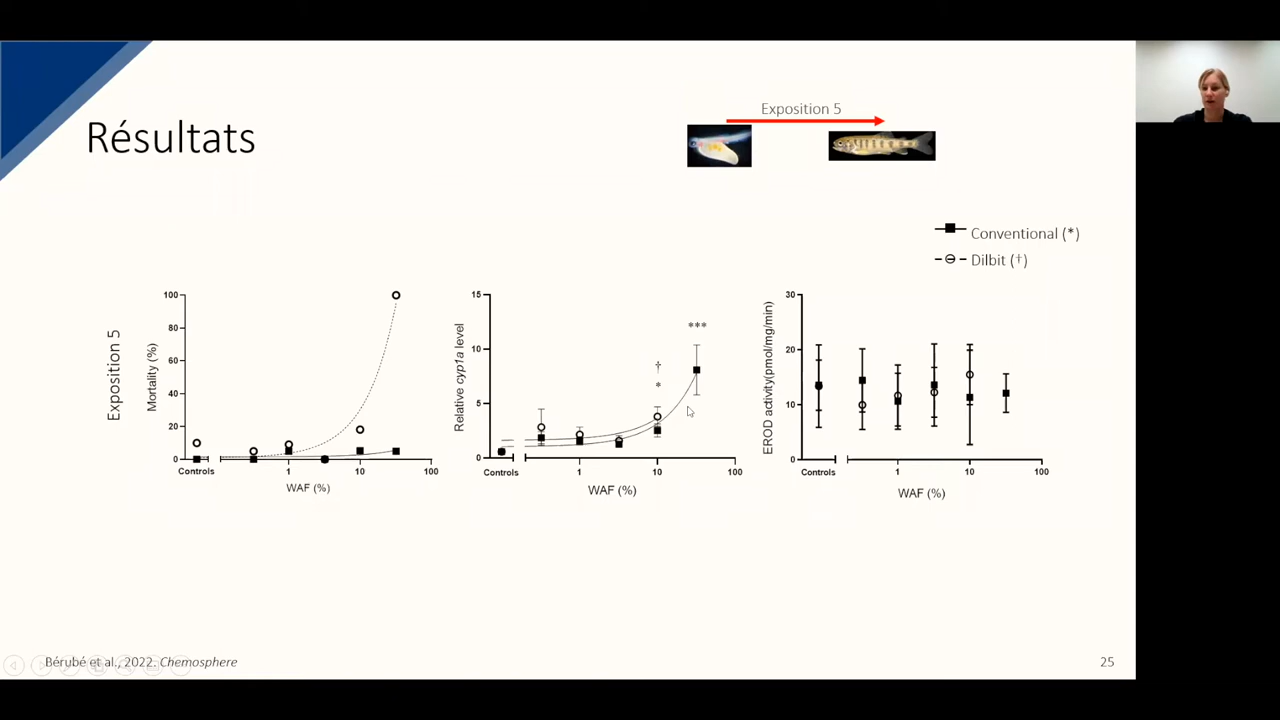 Résultats
Exposition 5
Conventional (*)
Dilbit (†)
Exposition 5
Mortality (%)
100
80
60
40
20
0
Controls
1
10
100
WAF (%)
Relative cyp1a level
15
10
5
0
Controls
1
10
100
WAF (%)
†
*
***
EROD activity(pmol/mg/min)
30
20
10
0
Controls
1
10
100
WAF (%)
Bérubé et al., 2022. Chemosphere
25